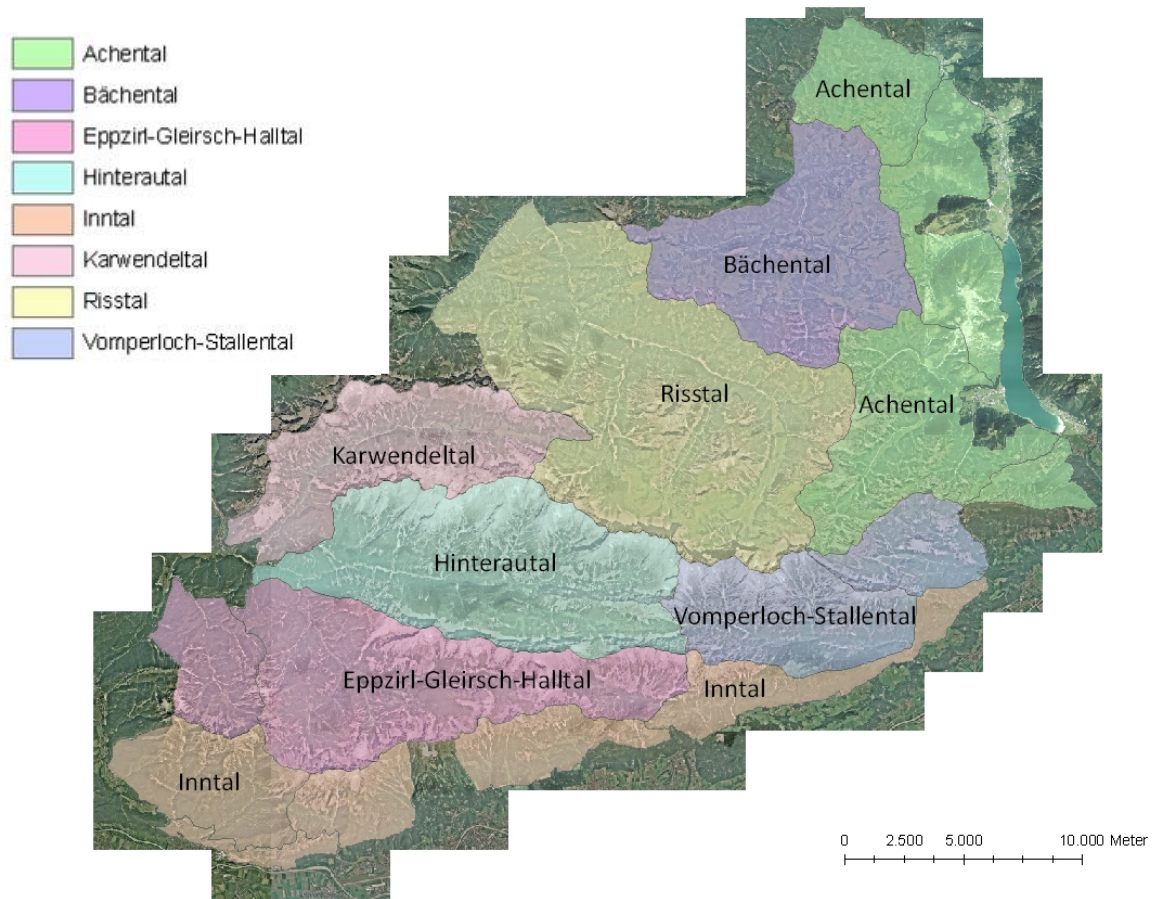 Achental
Bächental
Eppzirl-Gleirsch-Halltal
Hinterautal
Inntal
Karwendeltal
Risstal
Vomperloch-Stallental
Achental
Bächental
Risstal
Achental
Karwendeltal
Hinterautal
Vomperloch-Stallental
Eppzirl-Gleirsch-Halltal
Inntal
Inntal
0 2.500 5.000 10.000 Meter